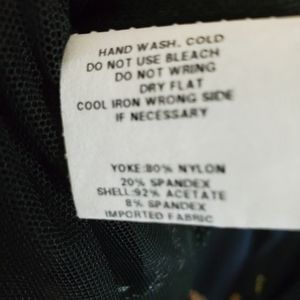 HAND WASH, COLD
DO NOT USE BLEACH
DO NOT WRING
DRY FLAT
COOL IRON WRONG SIDE
IF NECESSARY
YOKE:80% NYLON
20% SPANDEX
SHELL:92% ACETATE
8% SPANDEX
IMPORTED FABRIC